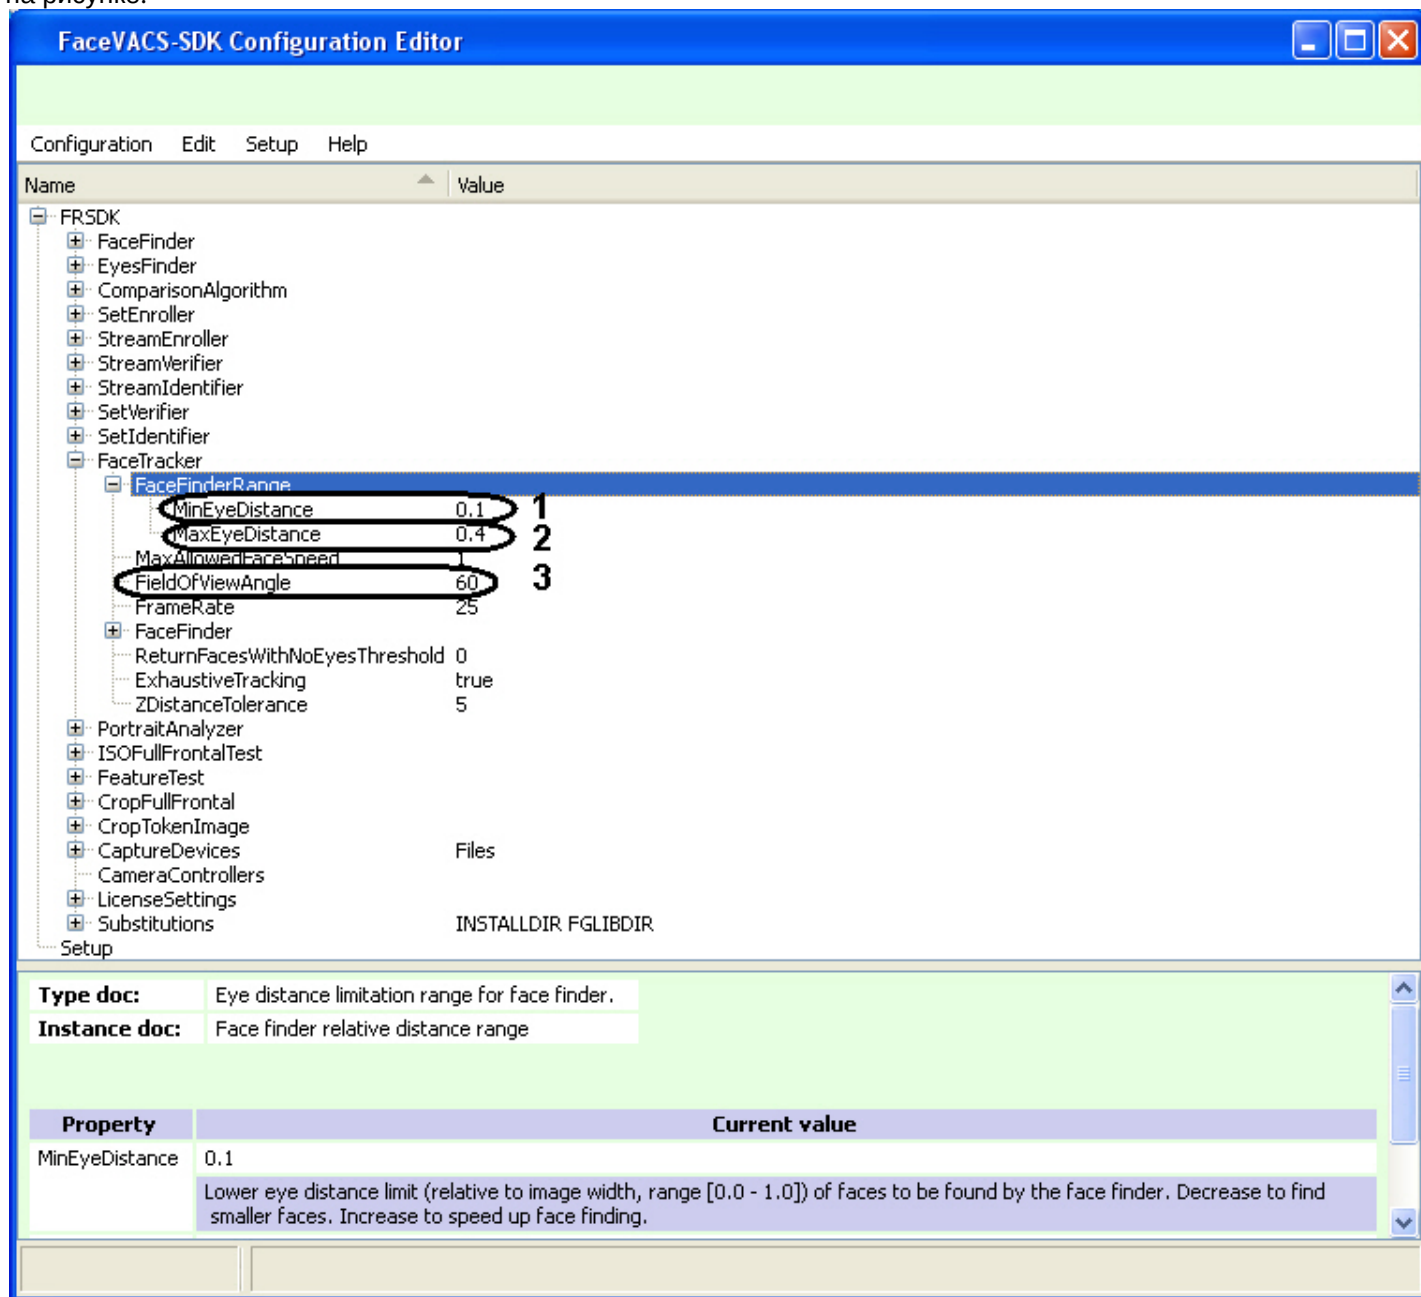 на рисунке.
FaceVACS-SDK Configuration Editor
Configuration Edit Setup Help
Name Value
FRSDK
FaceFinder
EyesFinder
ComparisonAlgorithm
SetEnroller
StreamEnroller
StreamVerifier
StreamIdentifier
SetVerifier
SetIdentifier
FaceTracker
FaceFinderRange
MinEyeDistance 0.1 1
MaxEyeDistance 0.4 2
MaxAllowedFaceSpeed 1
FieldOfViewAngle 60 3
FrameRate 25
FaceFinder
ReturnFacesWithNoEyesThreshold 0
ExhaustiveTracking true
ZDistanceTolerance 5
PortraitAnalyzer
ISOFullFrontalTest
FeatureTest
CropFullFrontal
CropTokenImage
CaptureDevices Files
CameraControllers
LicenseSettings
Substitutions INSTALLDIR FGLIBDIR
Setup
Type doc: Eye distance limitation range for face finder.
Instance doc: Face finder relative distance range
Property Current value
MinEyeDistance 0.1
Lower eye distance limit (relative to image width, range [0.0 - 1.0]) of faces to be found by the face finder. Decrease to find
smaller faces. Increase to speed up face finding.